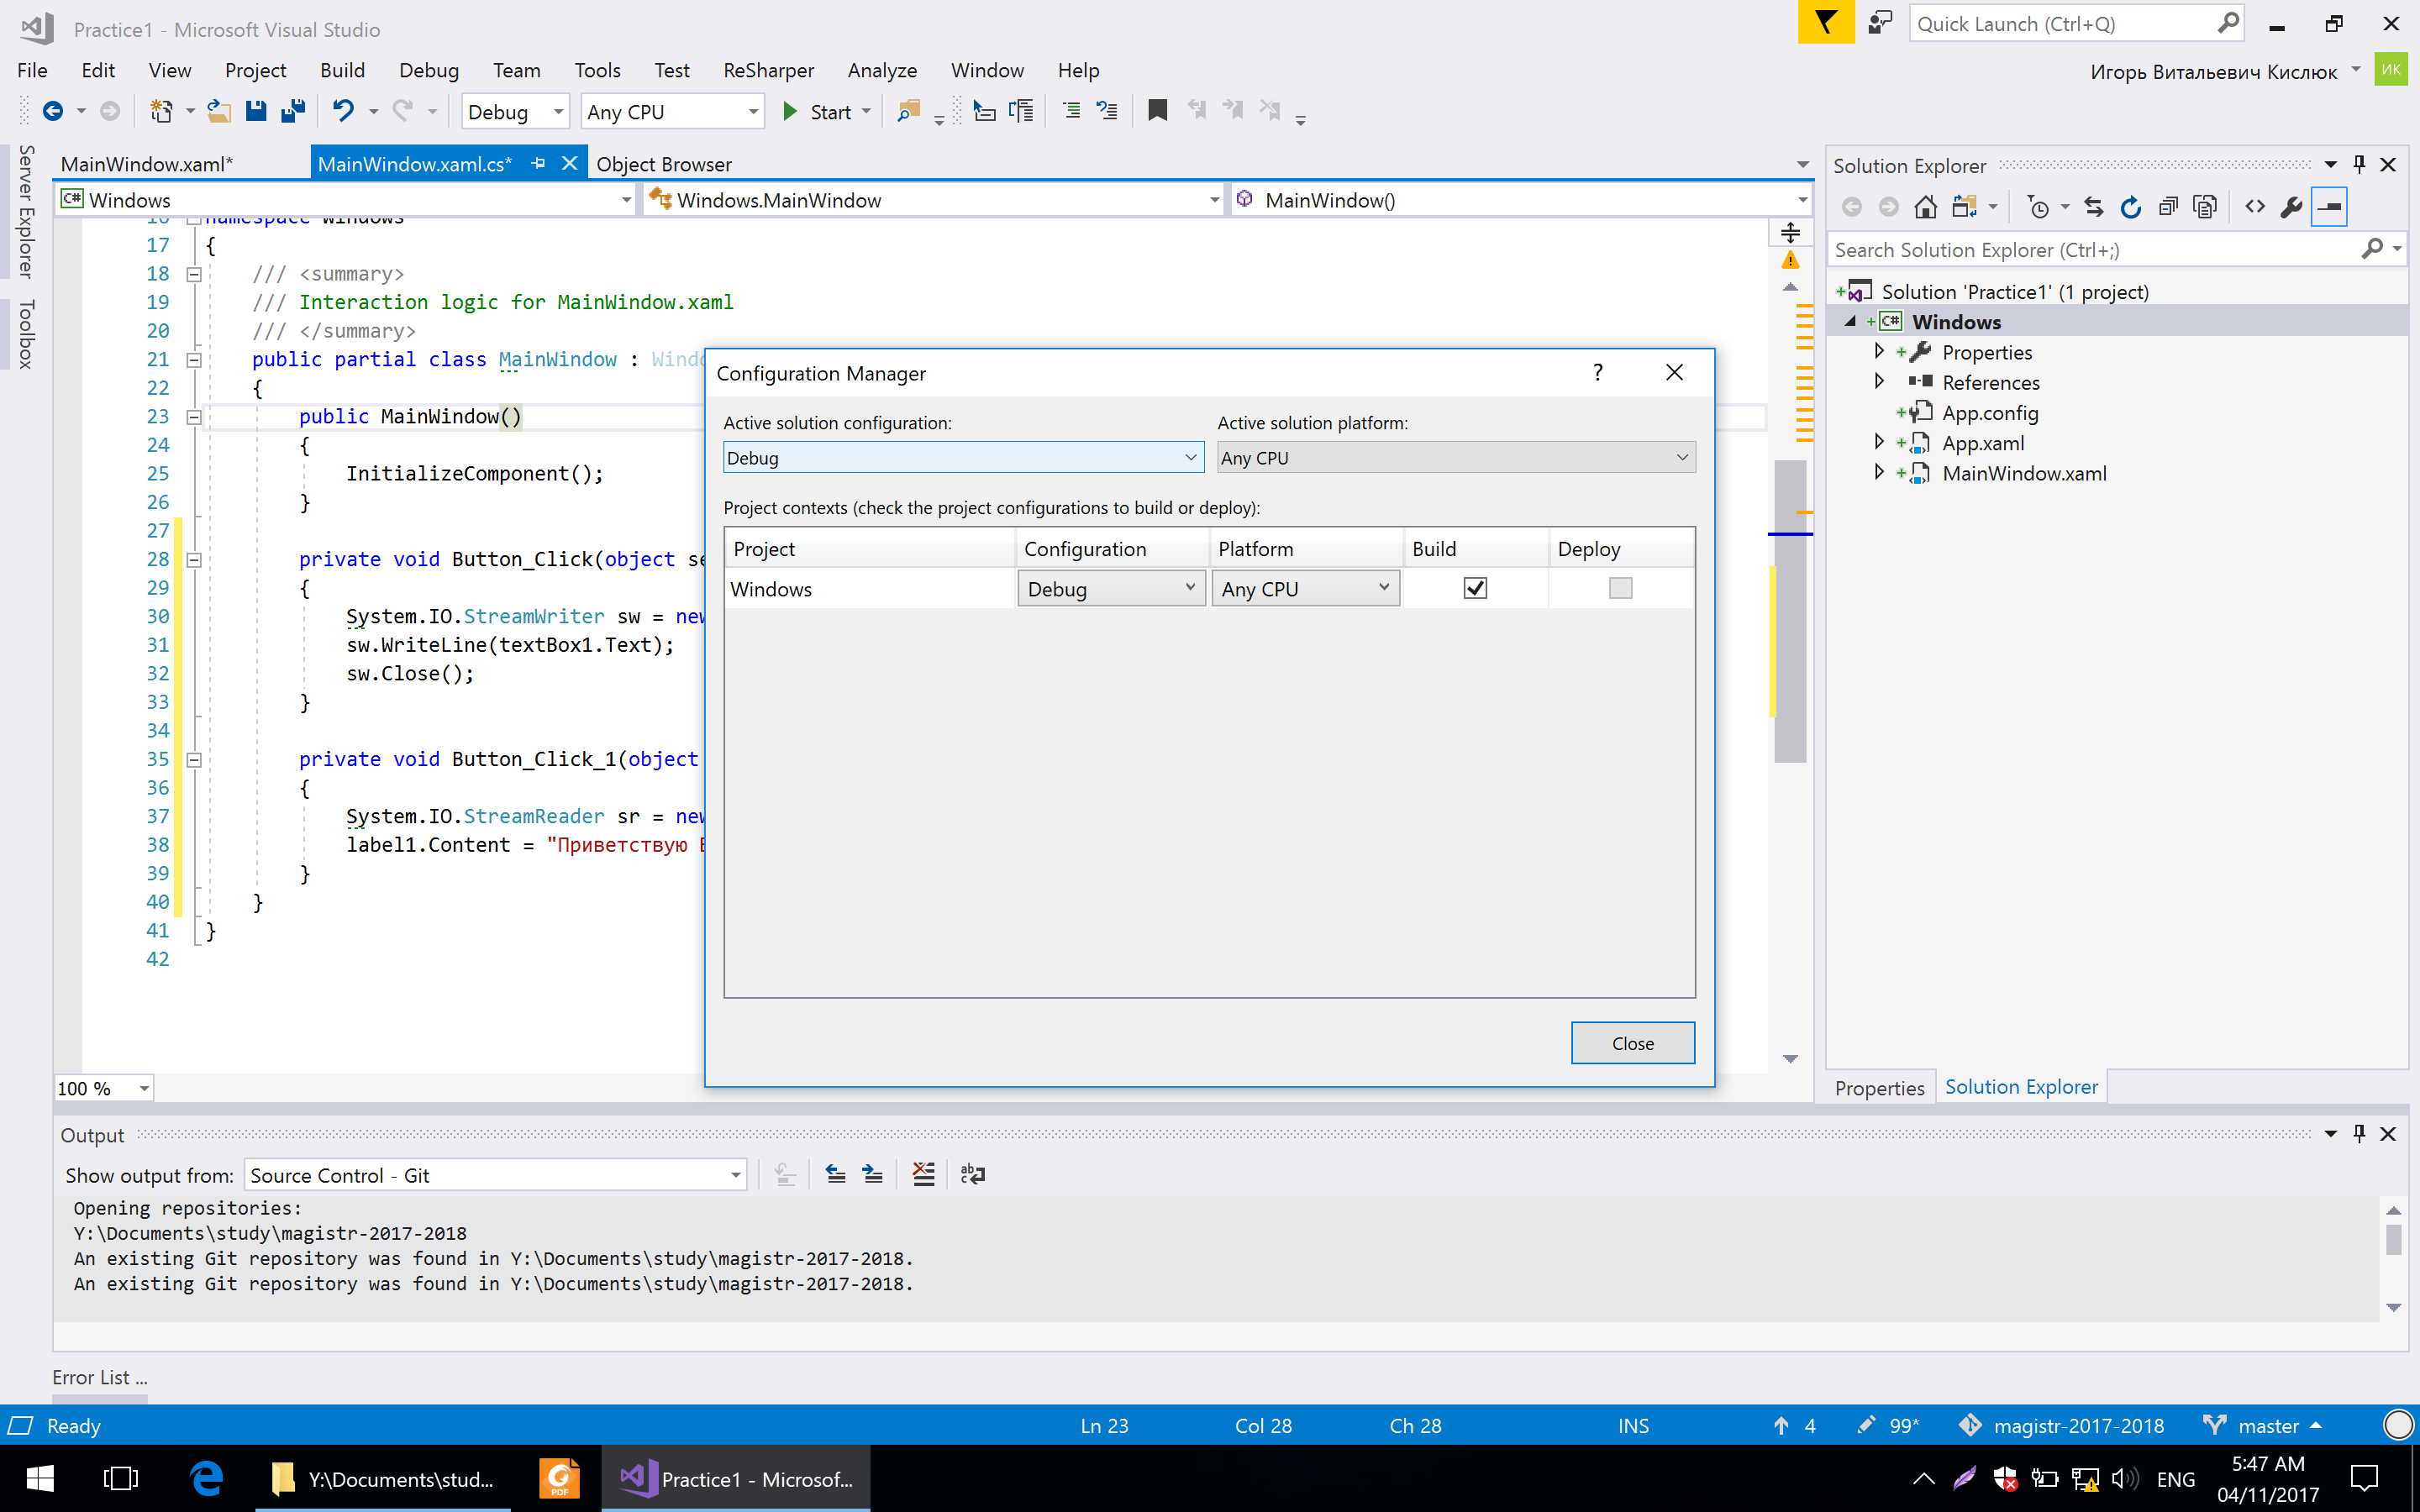 Practice1 - Microsoft Visual Studio
Quick Launch (Ctrl+Q)
File Edit View Project Build Debug Team Tools Test ReSharper Analyze Window Help
Игорь Витальевич Кислюк
ИК
Debug Any CPU Start
Server Explorer
Toolbox
MainWindow.xaml* MainWindow.xaml.cs* Object Browser
C# Windows Windows.MainWindow MainWindow()
16 namespace Windows
17 {
18 /// <summary>
19 /// Interaction logic for MainWindow.xaml
20 /// </summary>
21 public partial class MainWindow :
22 {
23 public MainWindow()
24 {
25 InitializeComponent();
26 }
27
28 private void Button_Click(object
29 {
30 System.IO.StreamWriter sw = new
31 sw.WriteLine(textBox1.Text);
32 sw.Close();
33 }
34
35 private void Button_Click_1(object
36 {
37 System.IO.StreamReader sr = new
38 label1.Content = "Приветствую
39 }
40 }
41 }
42
100 %
Configuration Manager ?
Active solution configuration: Active solution platform:
Debug Any CPU
Project contexts (check the project configurations to build or deploy):
Project Configuration Platform Build Deploy
Windows Debug Any CPU
Close
Solution Explorer
Search Solution Explorer (Ctrl+;)
Solution 'Practice1' (1 project)
C# Windows
Properties
References
App.config
App.xaml
MainWindow.xaml
Properties Solution Explorer
Output
Show output from: Source Control - Git
Opening repositories:
Y:\Documents\study\magistr-2017-2018
An existing Git repository was found in Y:\Documents\study\magistr-2017-2018.
An existing Git repository was found in Y:\Documents\study\magistr-2017-2018.
Error List ...
Ready Ln 23 Col 28 Ch 28 INS 4 99* magistr-2017-2018 master
Y:\Documents\stud... PDF Practice1 - Microsof... ENG
5:47 AM
04/11/2017